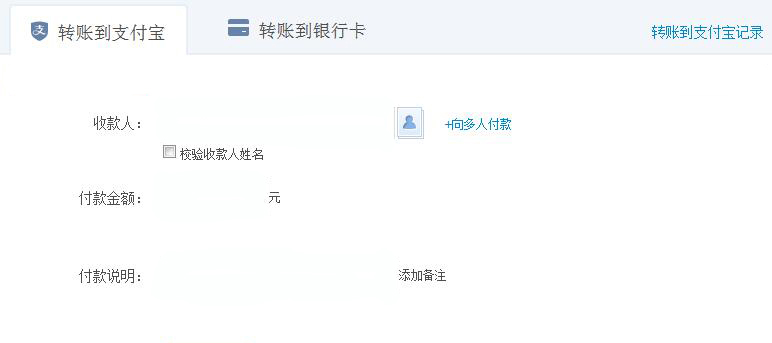 转账到支付宝 转账到银行卡 转账到支付宝记录
收款人： +向多人付款
校验收款人姓名
付款金额： 元
付款说明： 添加备注